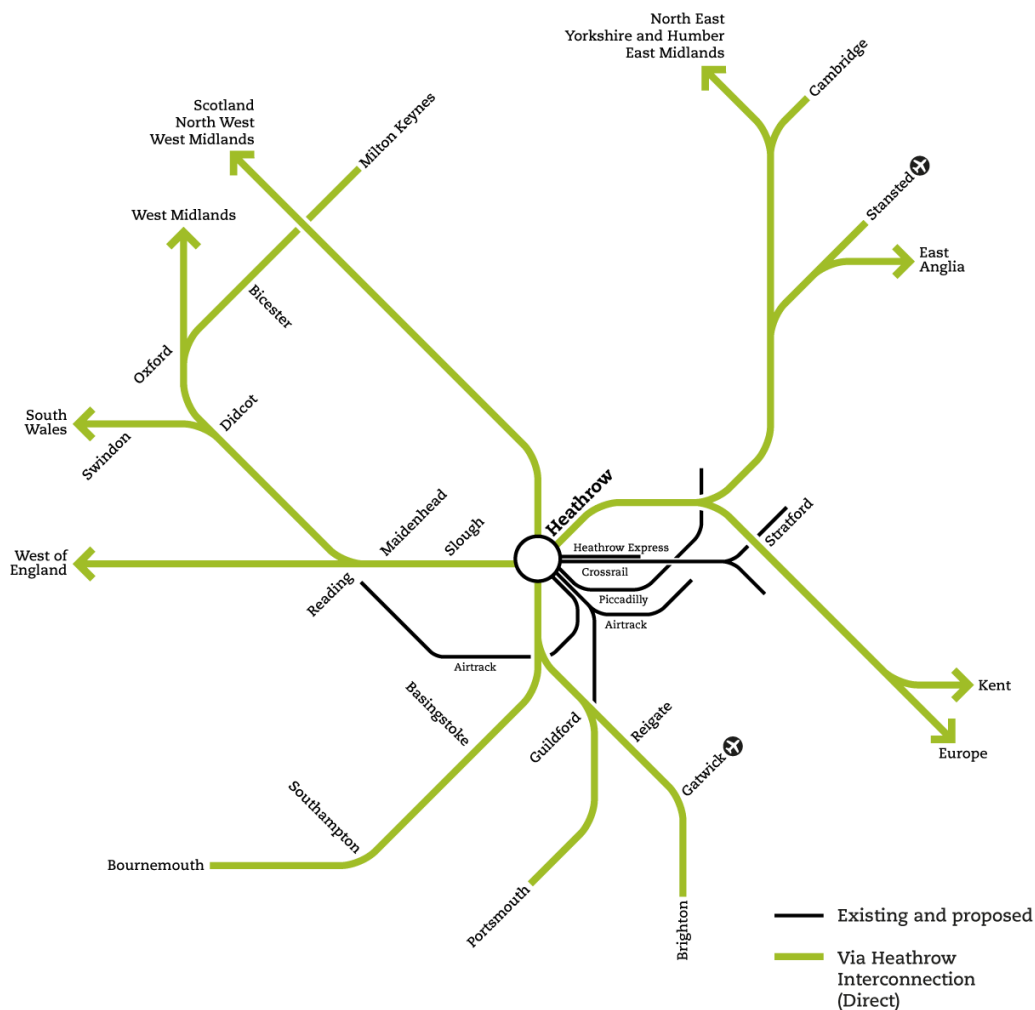 North East
Yorkshire and Humber
East Midlands
Cambridge
Scotland
North West
West Midlands
Milton Keynes
Stansted
West Midlands
East
Anglia
Bicester
Oxford
South
Wales
Swindon
Didcot
Heathrow
Maidenhead
Slough
Stratford
Heathrow Express
West of
England
Crossrail
Reading
Piccadilly
Airtrack
Airtrack
Kent
Basingstoke
Guildford
Reigate
Europe
Gatwick
Southampton
Bournemouth
Portsmouth
Brighton
Existing and proposed
Via Heathrow
Interconnection
(Direct)